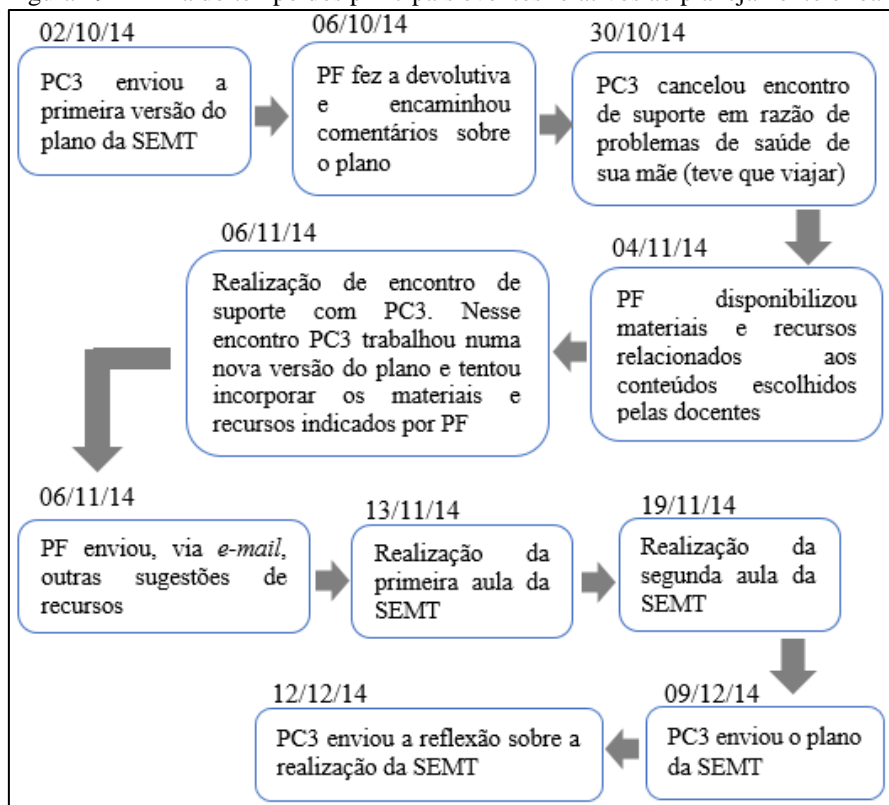 02/10/14
PC3 enviou a
primeira versão do
plano da SEMT
06/10/14
PF fez a devolutiva
e encaminhou
comentários sobre
o plano
30/10/14
PC3 cancelou encontro
de suporte em razão de
problemas de saúde de
sua mãe (teve que viajar)
04/11/14
PF disponibilizou
materiais e recursos
relacionados aos
conteúdos escolhidos
pelas docentes
06/11/14
Realização de encontro de
suporte com PC3. Nesse
encontro PC3 trabalhou numa
nova versão do plano e tentou
incorporar os materiais e
recursos indicados por PF
06/11/14
PF enviou, via e-mail,
outras sugestões de
recursos
13/11/14
Realização da
primeira aula da
SEMT
19/11/14
Realização da
segunda aula da
SEMT
09/12/14
PC3 enviou o plano
da SEMT
12/12/14
PC3 enviou a reflexão sobre a
realização da SEMT